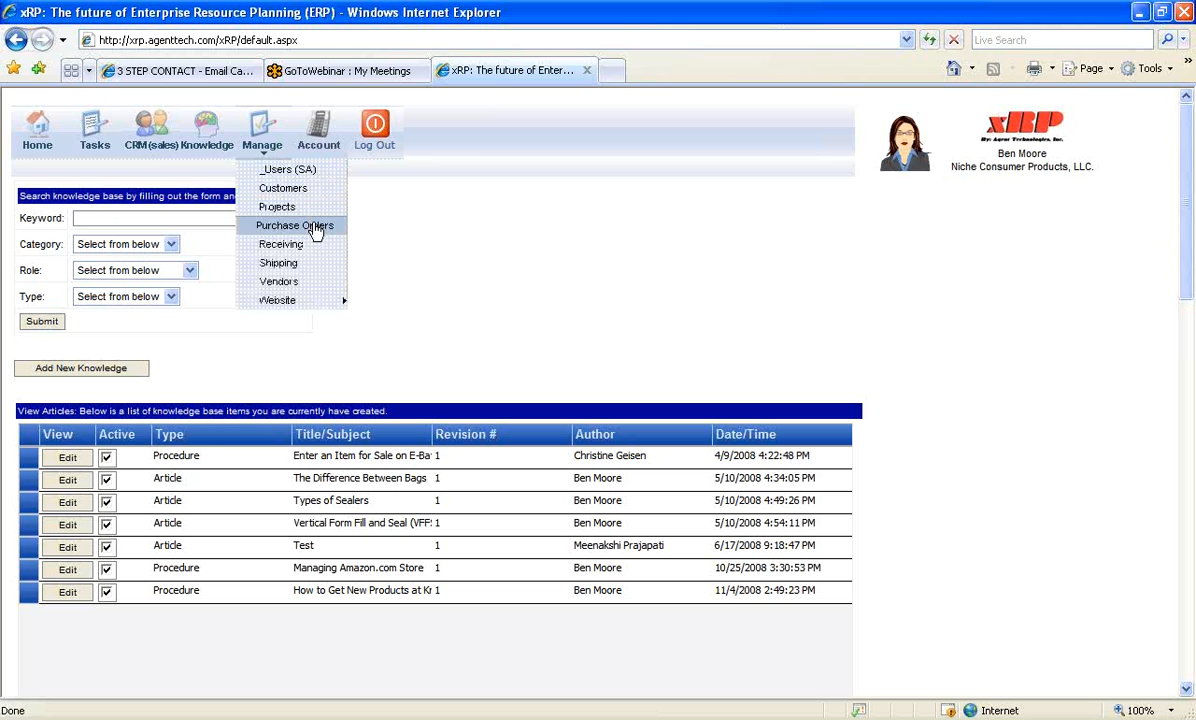 xRP: The future of Enterprise Resource Planning (ERP) - Windows Internet Explorer
http://xrp.agenttech.com/xRP/default.aspx
Live Search
3 STEP CONTACT - Email Ca...
GoToWebinar : My Meetings
xRP: The future of Enter...
Page
Tools
Home
Tasks
CRM(sales)
Knowledge
Manage
Account
Log Out
xRP
By: Agent Technologies, Inc.
Ben Moore
Niche Consumer Products, LLC.
_Users (SA)
Customers
Projects
Purchase Orders
Receiving
Shipping
Vendors
Website
Search knowledge base by filling out the form an
Keyword:
Category: Select from below
Role: Select from below
Type: Select from below
Submit
Add New Knowledge
View Articles: Below is a list of knowledge base items you are currently have created.
View Active Type Title/Subject Revision # Author Date/Time
Edit Procedure Enter an Item for Sale on E-Ba 1 Christine Geisen 4/9/2008 4:22:48 PM
Edit Article The Difference Between Bags 1 Ben Moore 5/10/2008 4:34:05 PM
Edit Article Types of Sealers 1 Ben Moore 5/10/2008 4:49:26 PM
Edit Article Vertical Form Fill and Seal (VFF: 1 Ben Moore 5/10/2008 4:54:11 PM
Edit Article Test 1 Meenakshi Prajapati 6/17/2008 9:18:47 PM
Edit Procedure Managing Amazon.com Store 1 Ben Moore 10/25/2008 3:30:53 PM
Edit Procedure How to Get New Products at Kr 1 Ben Moore 11/4/2008 2:49:23 PM
Done
Internet
100%